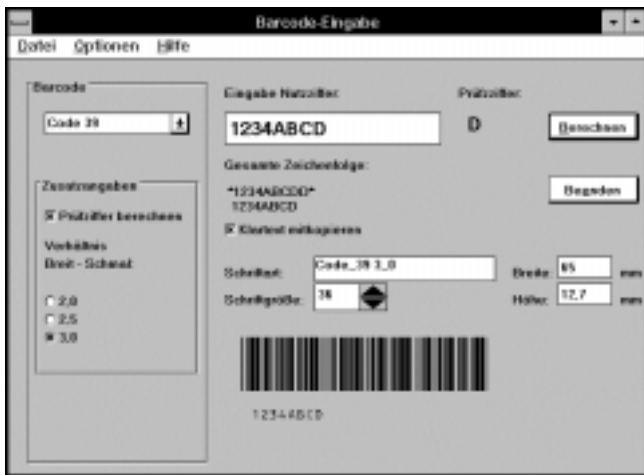 Barcode-Eingabe
Datei Optionen Hilfe
Barcode
Code 39
Zusatzangaben
Prüfziffer berechnen
Verhältnis
Breit - Schmal:
2,0
2,5
3,0
Eingabe Nutzziffer:
1234ABCD
Prüfziffer:
D
Berechnen
Gesamte Zeichenfolge:
*1234ABCDD*
1234ABCD
Beenden
Klartext mitkopieren
Schriftart: Code_39 3_0
Breite: 65 mm
Schriftgröße: 36
Höhe: 12,7 mm
1234ABCD